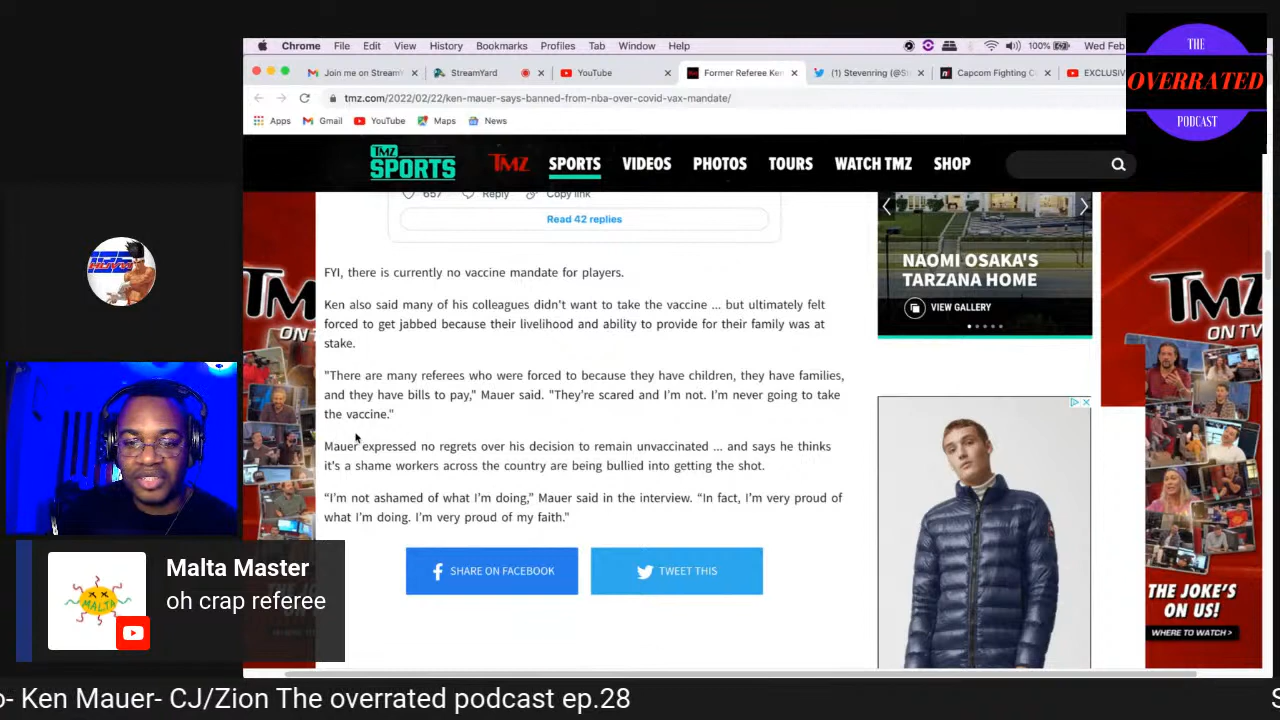 THE
OVERRATED
PODCAST
Chrome File Edit View History Bookmarks Profiles Tab Window Help
100%
Wed Feb
Join me on StreamY
StreamYard
YouTube
Former Referee Ken
(1) Stevenring (@St
Capcom Fighting C
EXCLUSIV
tmz.com/2022/02/22/ken-mauer-says-banned-from-nba-over-covid-vax-mandate/
Apps Gmail YouTube Maps News
TMZ
SPORTS
TMZ SPORTS VIDEOS PHOTOS TOURS WATCH TMZ SHOP
657 Reply Copy link
Read 42 replies
FYI, there is currently no vaccine mandate for players.
Ken also said many of his colleagues didn't want to take the vaccine ... but ultimately felt
forced to get jabbed because their livelihood and ability to provide for their family was at
stake.
"There are many referees who were forced to because they have children, they have families,
and they have bills to pay," Mauer said. "They're scared and I'm not. I'm never going to take
the vaccine."
Mauer expressed no regrets over his decision to remain unvaccinated ... and says he thinks
it's a shame workers across the country are being bullied into getting the shot.
“I'm not ashamed of what I'm doing,” Mauer said in the interview. “In fact, I'm very proud of
what I'm doing. I'm very proud of my faith.”
SHARE ON FACEBOOK
TWEET THIS
NAOMI OSAKA'S
TARZANA HOME
VIEW GALLERY
TMZ
ON TV
THE JOKE'S
ON US!
WHERE TO WATCH >
Malta Master
oh crap referee
MALTA
- Ken Mauer- CJ/Zion The overrated podcast ep.28